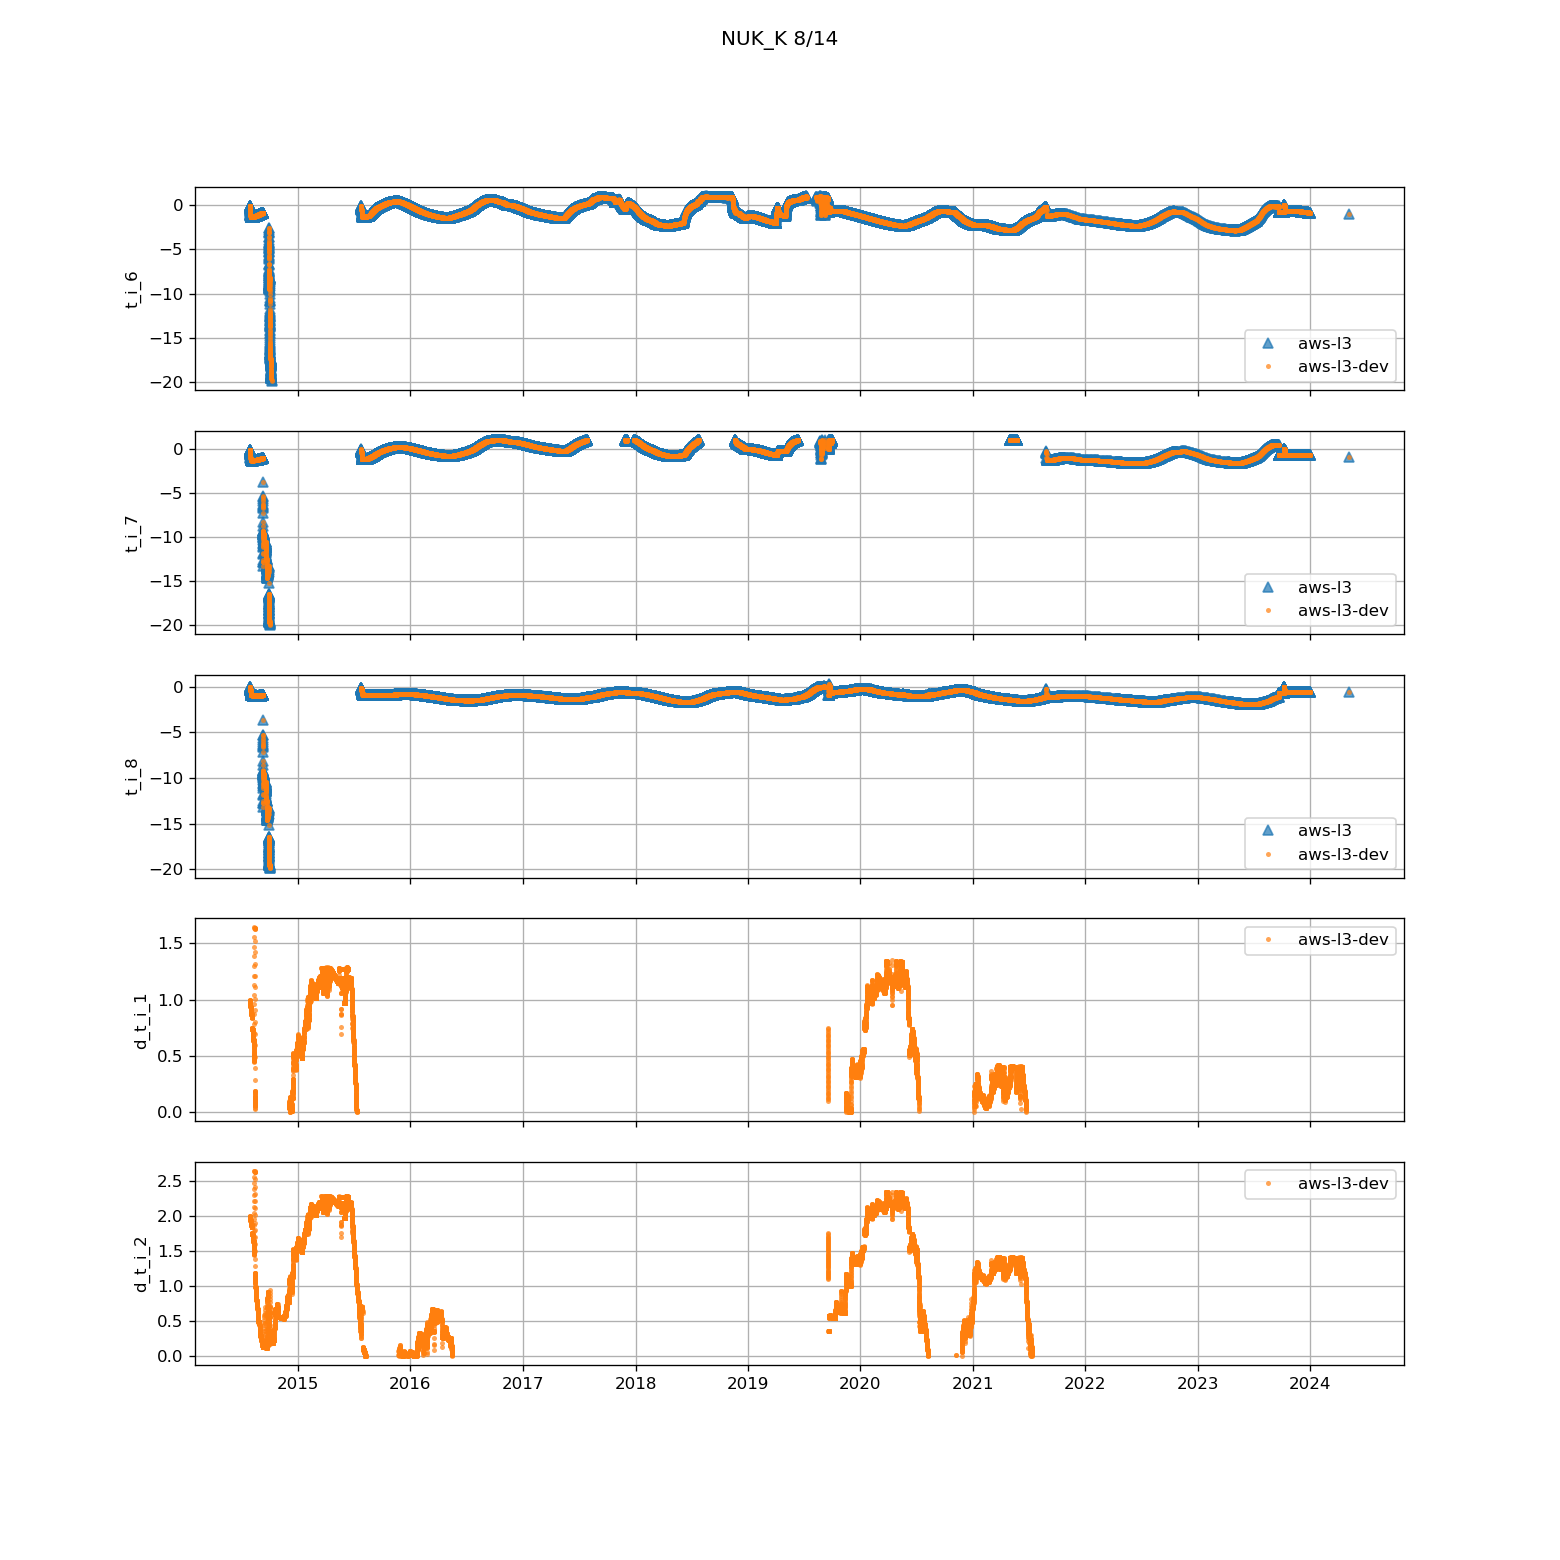 NUK_K 8/14
0
−5
−10
−15
−20
t_i_6
aws-l3
aws-l3-dev
0
−5
−10
−15
−20
t_i_7
aws-l3
aws-l3-dev
0
−5
−10
−15
−20
t_i_8
aws-l3
aws-l3-dev
1.5
1.0
0.5
0.0
d_t_i_1
aws-l3-dev
2.5
2.0
1.5
1.0
0.5
0.0
d_t_i_2
aws-l3-dev
2015 2016 2017 2018 2019 2020 2021 2022 2023 2024